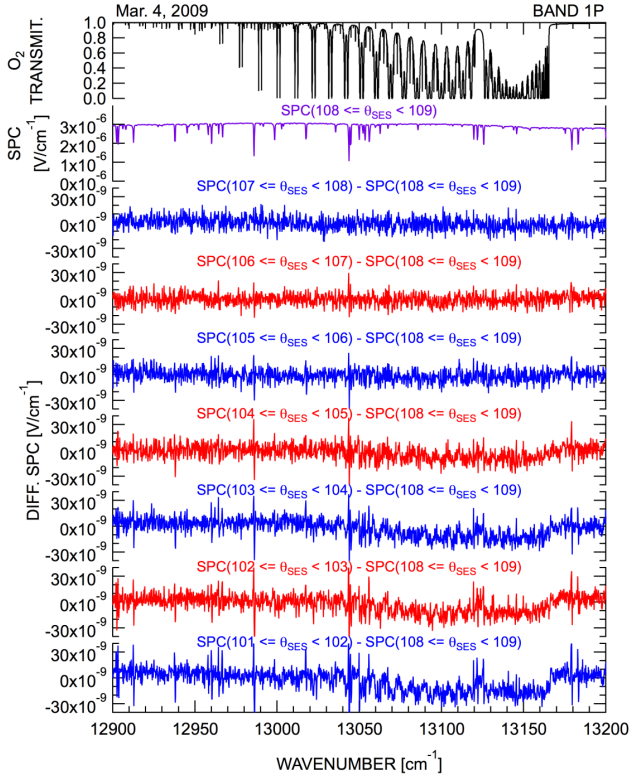 Mar. 4, 2009 BAND 1P
O2 TRANSMIT.
1.0
0.8
0.6
0.4
0.2
0.0
SPC(108 <= θSES <= 109)
SPC [V/cm-1]
3x10-6
2x10-6
1x10-6
0x10-6
SPC(107 <= θSES < 108) - SPC(108 <= θSES < 109)
30x10-9
0x10-9
-30x10-9
SPC(106 <= θSES < 107) - SPC(108 <= θSES < 109)
30x10-9
0x10-9
-30x10-9
SPC(105 <= θSES < 106) - SPC(108 <= θSES < 109)
30x10-9
0x10-9
-30x10-9
SPC(104 <= θSES < 105) - SPC(108 <= θSES < 109)
30x10-9
0x10-9
-30x10-9
SPC(103 <= θSES < 104) - SPC(108 <= θSES < 109)
30x10-9
0x10-9
-30x10-9
SPC(102 <= θSES < 103) - SPC(108 <= θSES < 109)
30x10-9
0x10-9
-30x10-9
SPC(101 <= θSES < 102) - SPC(108 <= θSES < 109)
30x10-9
0x10-9
-30x10-9
DIFF. SPC [V/cm-1]
12900 12950 13000 13050 13100 13150 13200
WAVENUMBER [cm-1]